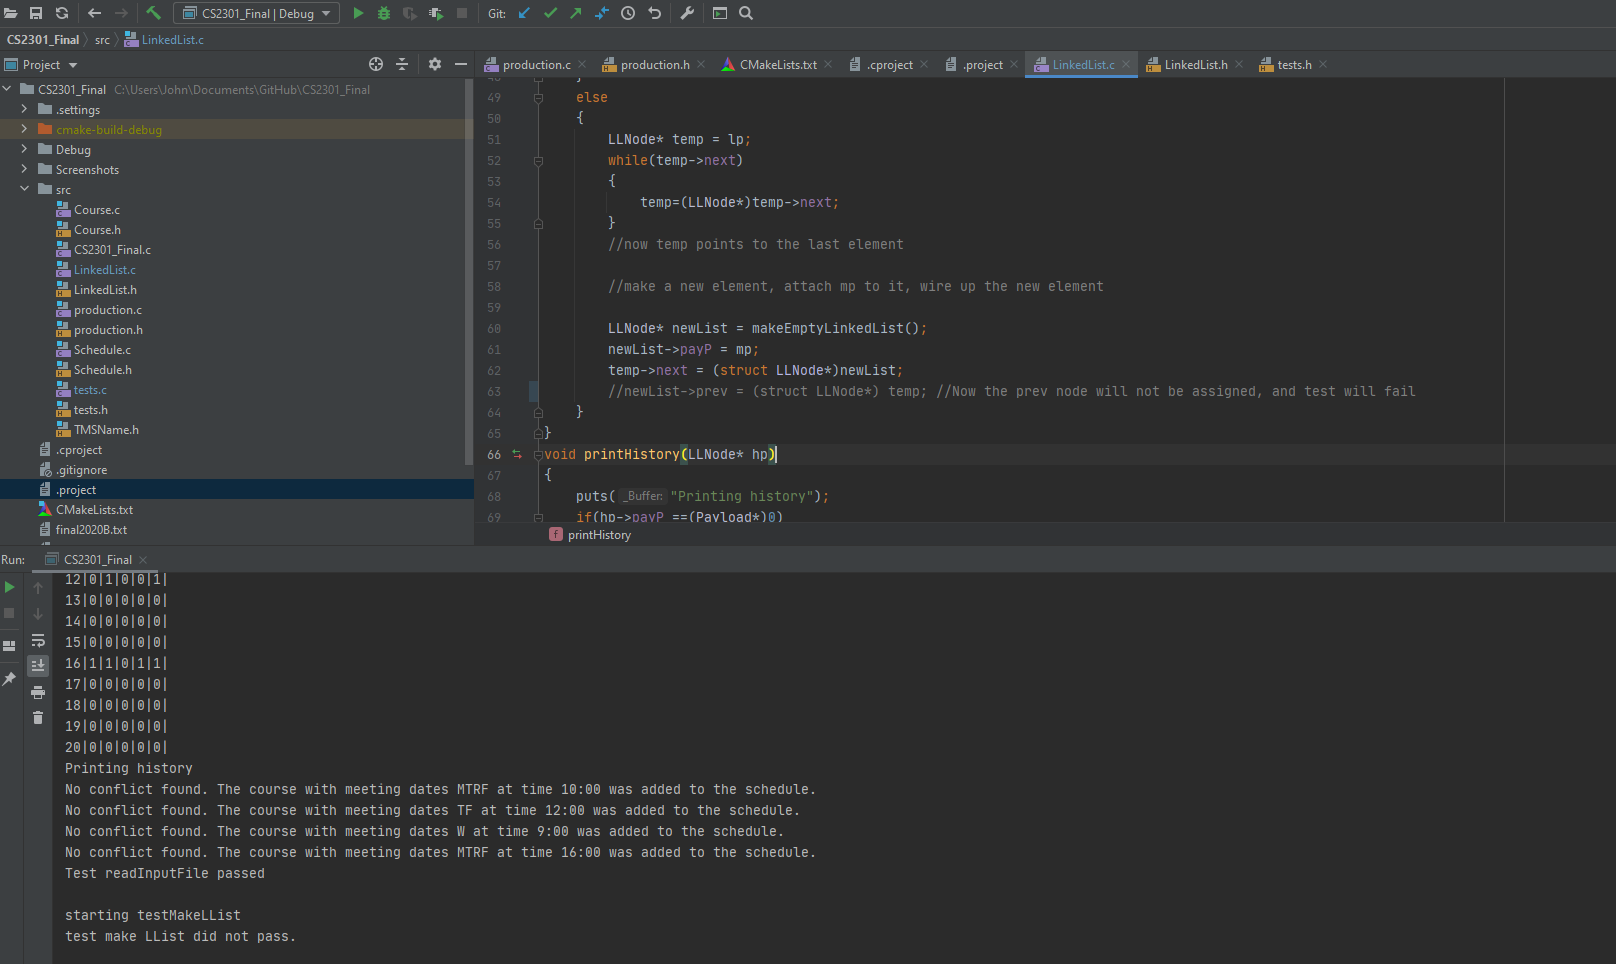 CS2301_Final | Debug
Git:
CS2301_Final
src
LinkedList.c
Project
production.c
production.h
CMakeLists.txt
.cproject
.project
LinkedList.c
LinkedList.h
tests.h
CS2301_Final C:\Users\John\Documents\GitHub\CS2301_Final
.settings
cmake-build-debug
Debug
Screenshots
src
Course.c
Course.h
CS2301_Final.c
LinkedList.c
LinkedList.h
production.c
production.h
Schedule.c
Schedule.h
tests.c
tests.h
TMSName.h
.cproject
.gitignore
.project
CMakeLists.txt
final2020B.txt
48 }
49 else
50 {
51 LLNode* temp = lp;
52 while(temp->next)
53 {
54 temp=(LLNode*)temp->next;
55 }
56 //now temp points to the last element
57
58 //make a new element, attach mp to it, wire up the new element
59
60 LLNode* newList = makeEmptyLinkedList();
61 newList->payP = mp;
62 temp->next = (struct LLNode*)newList;
63 //newList->prev = (struct LLNode*) temp; //Now the prev node will not be assigned, and test will fail
64 }
65 }
66 void printHistory(LLNode* hp)
67 {
68 puts( _Buffer: "Printing history");
69 if(hp->payP ==(Payload*)0)
printHistory
Run: CS2301_Final
12|0|1|0|0|1|
13|0|0|0|0|0|
14|0|0|0|0|0|
15|0|0|0|0|0|
16|1|1|0|1|1|
17|0|0|0|0|0|
18|0|0|0|0|0|
19|0|0|0|0|0|
20|0|0|0|0|0|
Printing history
No conflict found. The course with meeting dates MTRF at time 10:00 was added to the schedule.
No conflict found. The course with meeting dates TF at time 12:00 was added to the schedule.
No conflict found. The course with meeting dates W at time 9:00 was added to the schedule.
No conflict found. The course with meeting dates MTRF at time 16:00 was added to the schedule.
Test readInputFile passed
starting testMakeLList
test make LList did not pass.